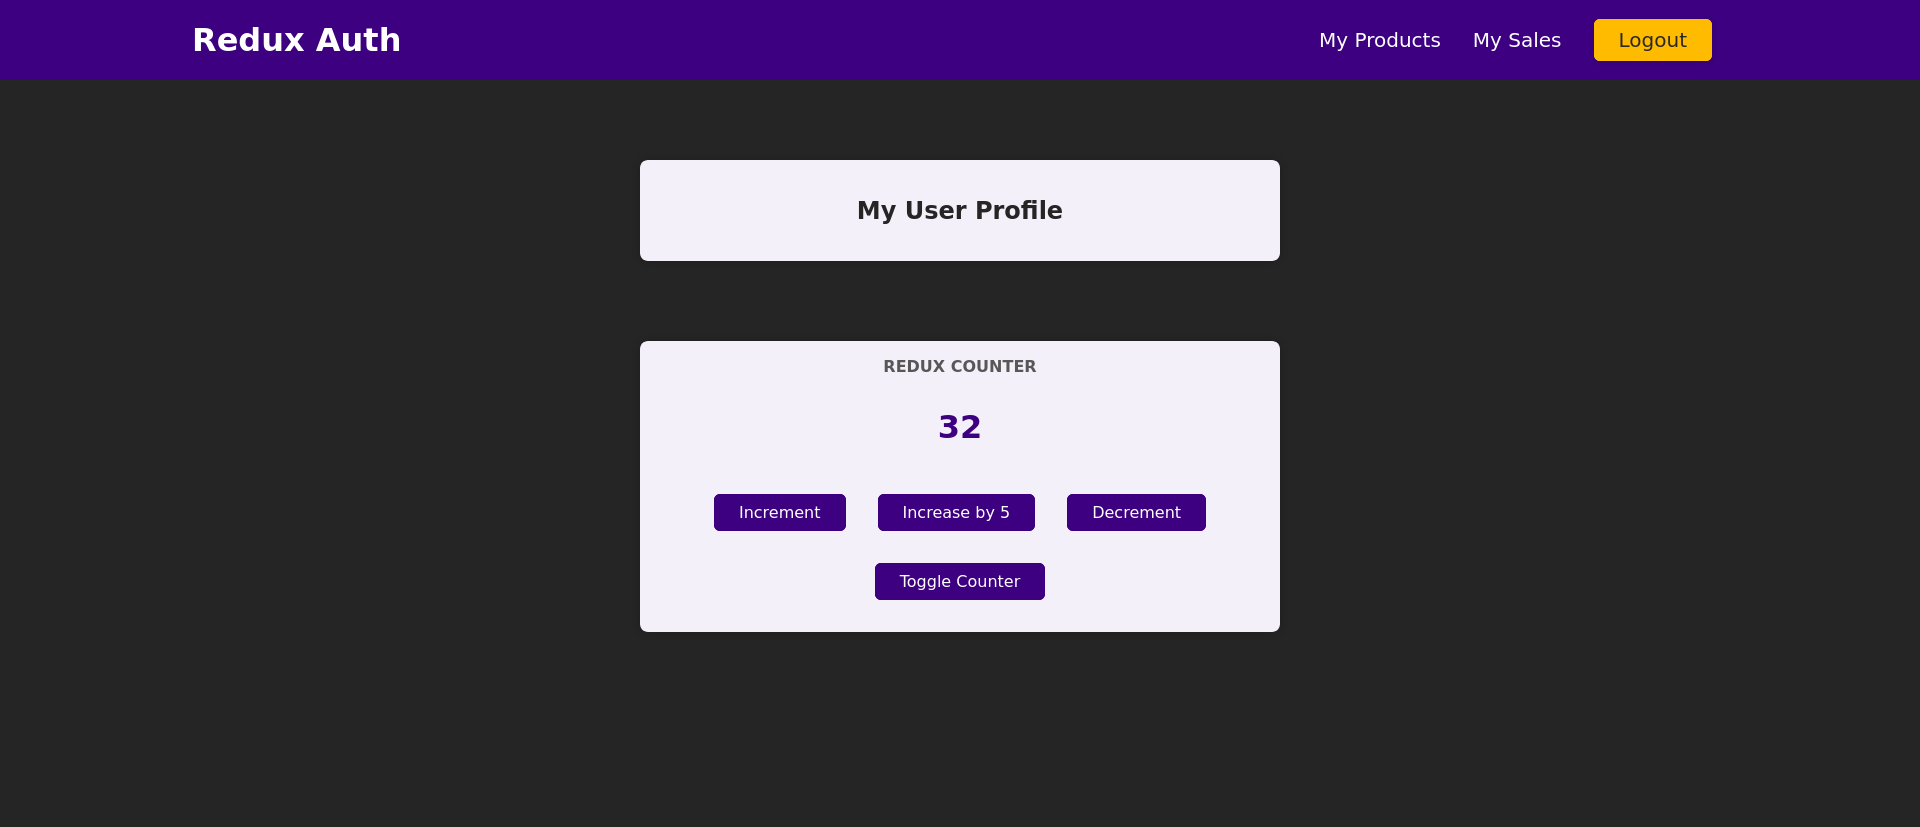 Redux Auth My Products My Sales Logout
My User Profile
REDUX COUNTER
32
Increment Increase by 5 Decrement
Toggle Counter